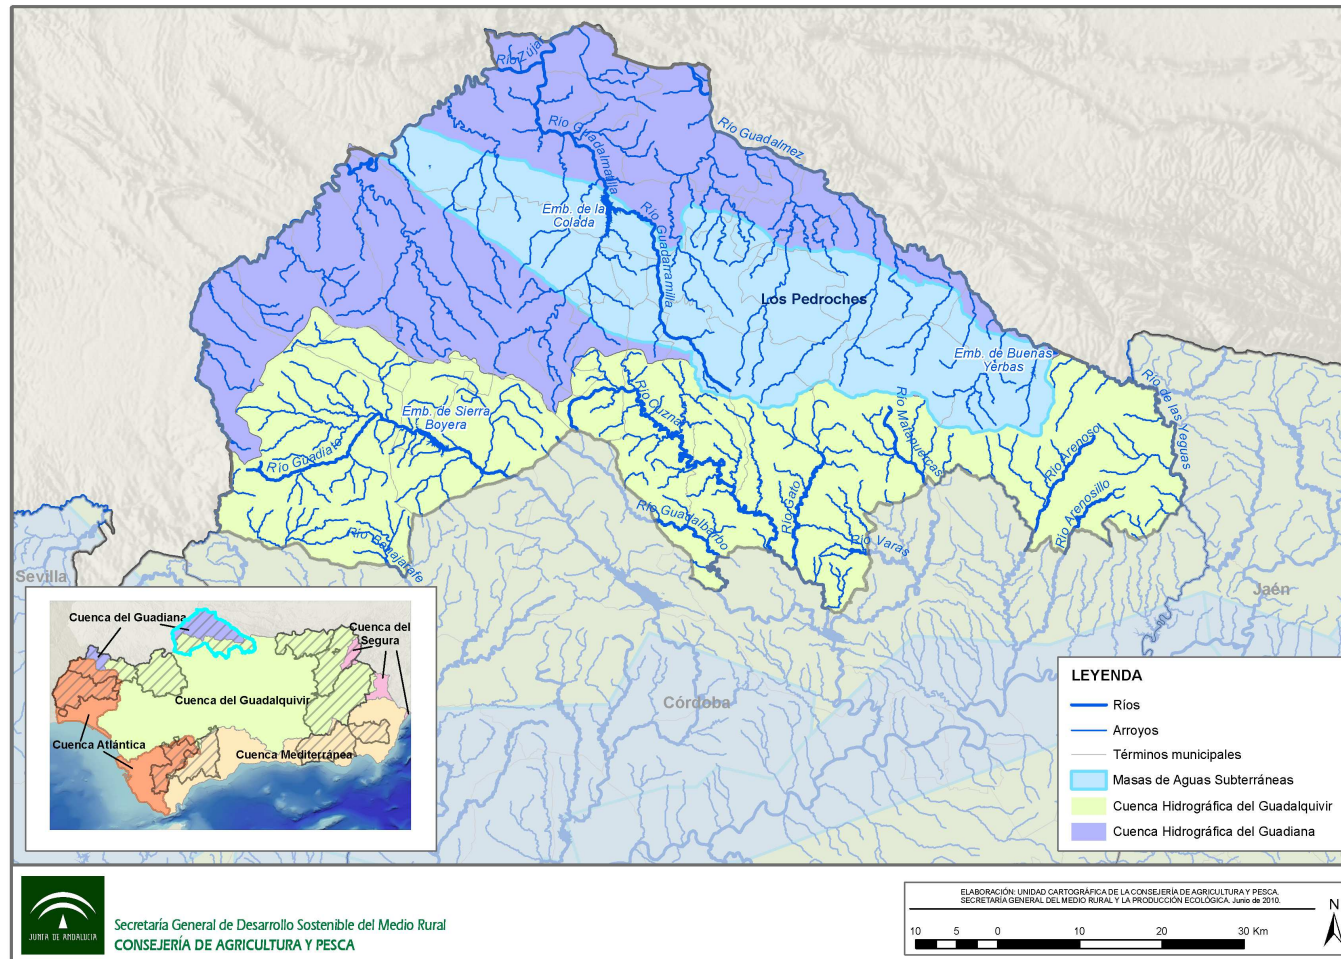 Río Zújar
Río Guadalmatilla
Río Guadalmez
Emb. de la
Colada
Río Guadarramilla
Los Pedroches
Emb. de Buenas
Yerbas
Río de las Yeguas
Emb. de Sierra
Boyera
Río Cuzna
Río Matapuercas
Río Guadiato
Río Arenoso
Río Arenosillo
Río Gato
Río Guadalbarbo
Río Varas
Río Benajarafe
Sevilla
Jaén
Córdoba
Cuenca del Guadiana
Cuenca del
Segura
Cuenca del Guadalquivir
Cuenca Atlántica
Cuenca Mediterránea
LEYENDA
Ríos
Arroyos
Términos municipales
Masas de Aguas Subterráneas
Cuenca Hidrográfica del Guadalquivir
Cuenca Hidrográfica del Guadiana
JUNTA DE ANDALUCIA
Secretaría General de Desarrollo Sostenible del Medio Rural
CONSEJERÍA DE AGRICULTURA Y PESCA
ELABORACIÓN: UNIDAD CARTOGRÁFICA DE LA CONSEJERÍA DE AGRICULTURA Y PESCA.
SECRETARÍA GENERAL DEL MEDIO RURAL Y LA PRODUCCIÓN ECOLÓGICA. Junio de 2010.
10 5 0 10 20 30 Km
N